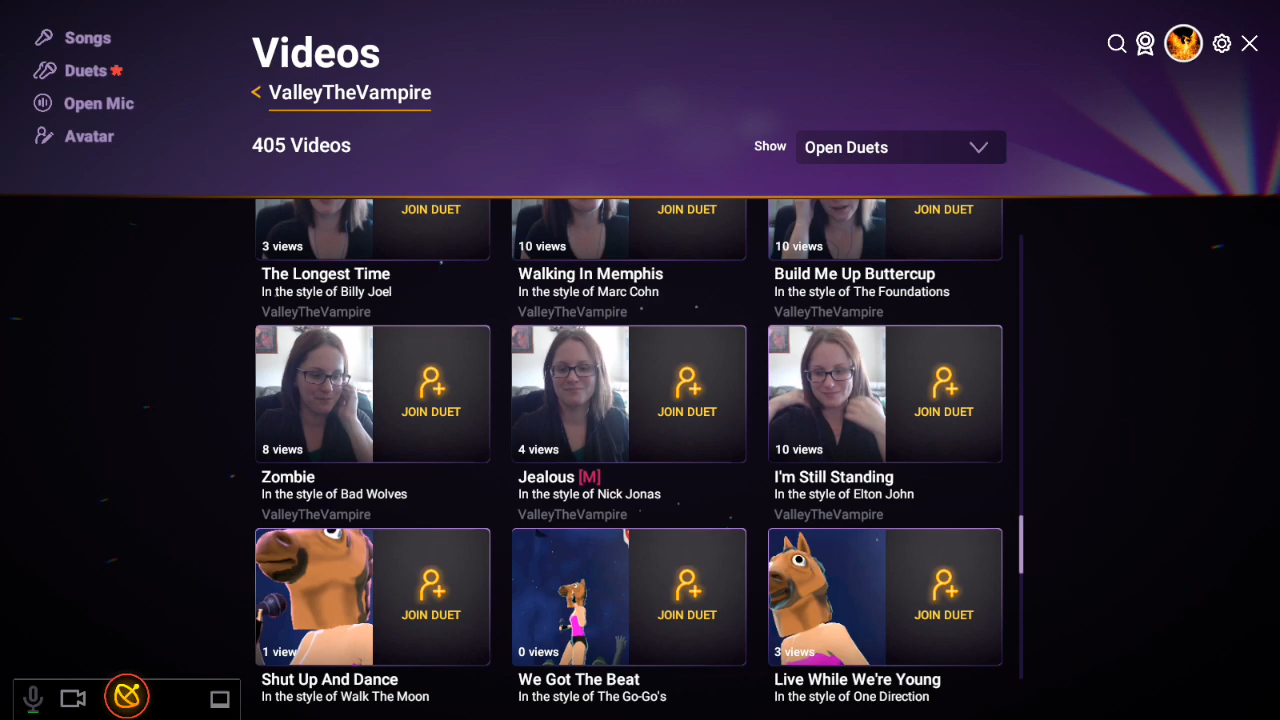 Songs
Duets *
Open Mic
Avatar
Videos
< ValleyTheVampire
405 Videos
Show
Open Duets
JOIN DUET
JOIN DUET
JOIN DUET
3 views
10 views
10 views
The Longest Time
In the style of Billy Joel
ValleyTheVampire
Walking In Memphis
In the style of Marc Cohn
ValleyTheVampire
Build Me Up Buttercup
In the style of The Foundations
ValleyTheVampire
JOIN DUET
JOIN DUET
JOIN DUET
8 views
4 views
10 views
Zombie
In the style of Bad Wolves
ValleyTheVampire
Jealous [M]
In the style of Nick Jonas
ValleyTheVampire
I'm Still Standing
In the style of Elton John
ValleyTheVampire
JOIN DUET
JOIN DUET
JOIN DUET
1 view
0 views
3 views
Shut Up And Dance
In the style of Walk The Moon
We Got The Beat
In the style of The Go-Go's
Live While We're Young
In the style of One Direction